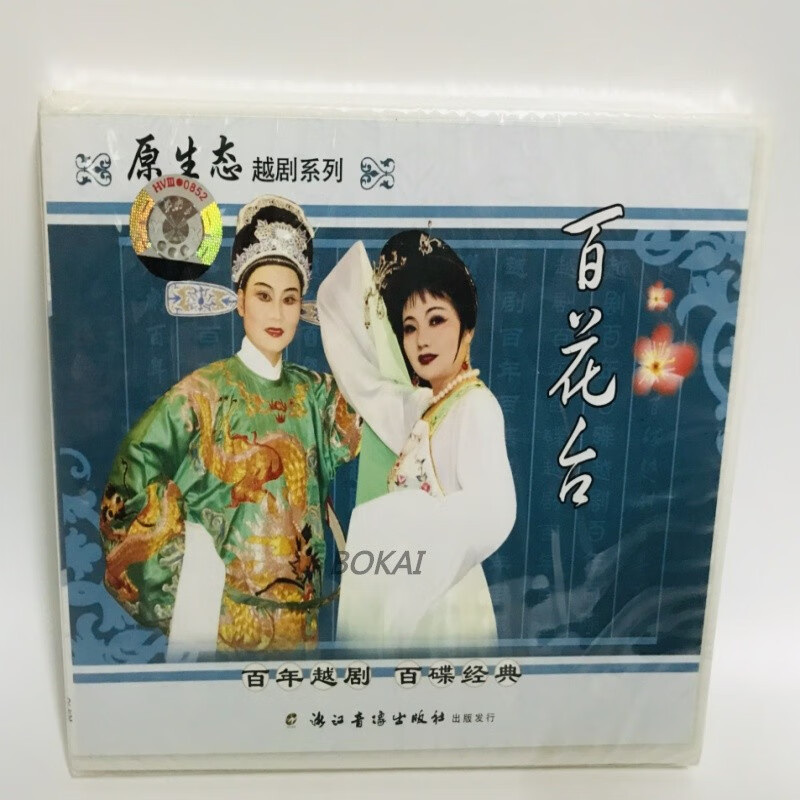 原生态 越剧系列
HVⅢ●0852
百花台
BOKAI
百年越剧 百碟经典
浙江音像出版社 出版发行